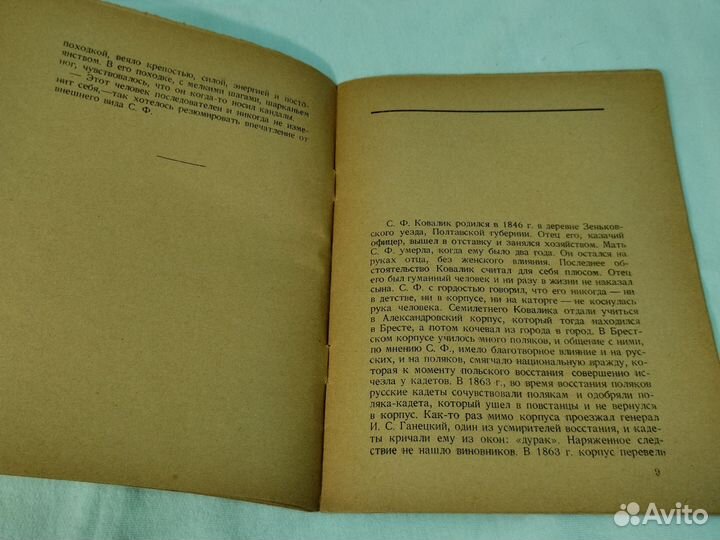 походкой, веяло крепостью, силой, энергией и посто-
янством. В его походке, с мелкими шагами, шарканьем
ног, чувствовалось, что он когда-то носил кандалы.
— Этот человек последователен и никогда не изме-
нит себя,—так хотелось резюмировать впечатление от
внешнего вида С. Ф.
С. Ф. Ковалик родился в 1846 г. в деревне Зеньков-
ского уезда, Полтавской губернии. Отец его, казачий
офицер, вышел в отставку и занялся хозяйством. Мать
С. Ф. умерла, когда ему было два года. Он остался на
руках отца, без женского влияния. Последнее об-
стоятельство Ковалик считал для себя плюсом. Отец
его был гуманный человек и ни разу в жизни не наказал
сына. С. Ф. с гордостью говорил, что его никогда — ни
в детстве, ни в корпусе, ни на каторге — не коснулась
рука человека. Семилетнего Ковалика отдали учиться
в Александровский корпус, который тогда находился
в Бресте, а потом кочевал из города в город. В Брест-
ском корпусе училось много поляков, и общение с ними,
по мнению С. Ф., имело благотворное влияние и на рус-
ских, и на поляков, смягчало национальную вражду, ко-
торая к моменту польского восстания совершенно ис-
чезла у кадетов. В 1863 г., во время восстания поляков
русские кадеты сочувствовали полякам и одобряли по-
ляка-кадета, который ушел в повстанцы и не вернулся
в корпус. Как-то раз мимо корпуса проезжал генерал
И. С. Ганецкий, один из усмирителей восстания, и каде-
ты кричали ему из окон: «дурак». Наряженное след-
ствие не нашло виновников. В 1863 г. корпус перевели
9
Avito